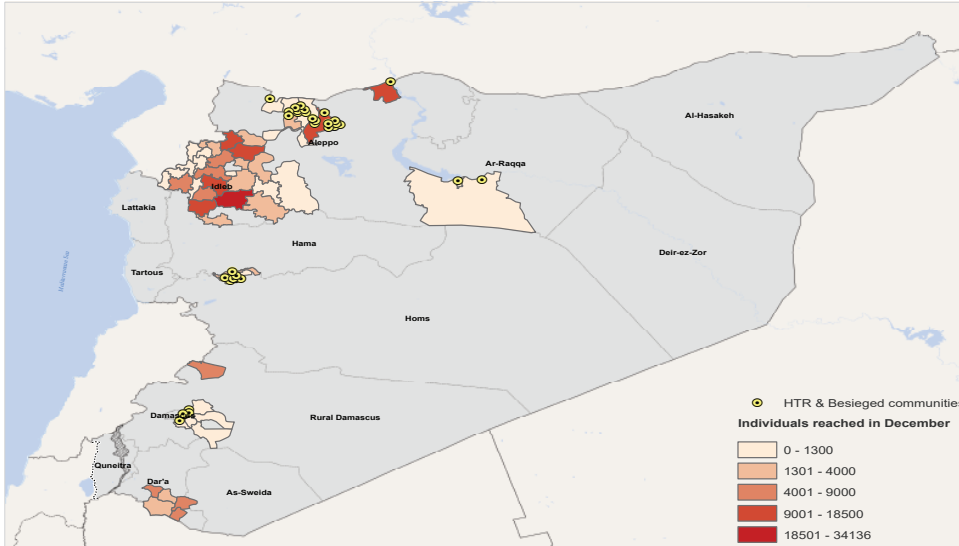 Al-Hasakeh
Aleppo
Ar-Raqqa
Idleb
Lattakia
Hama
Deir-ez-Zor
Tartous
Homs
Rural Damascus
Quneitra
Dar'a
As-Sweida
HTR & Besieged communities
Individuals reached in December
0 - 1300
1301 - 4000
4001 - 9000
9001 - 18500
18501 - 34136